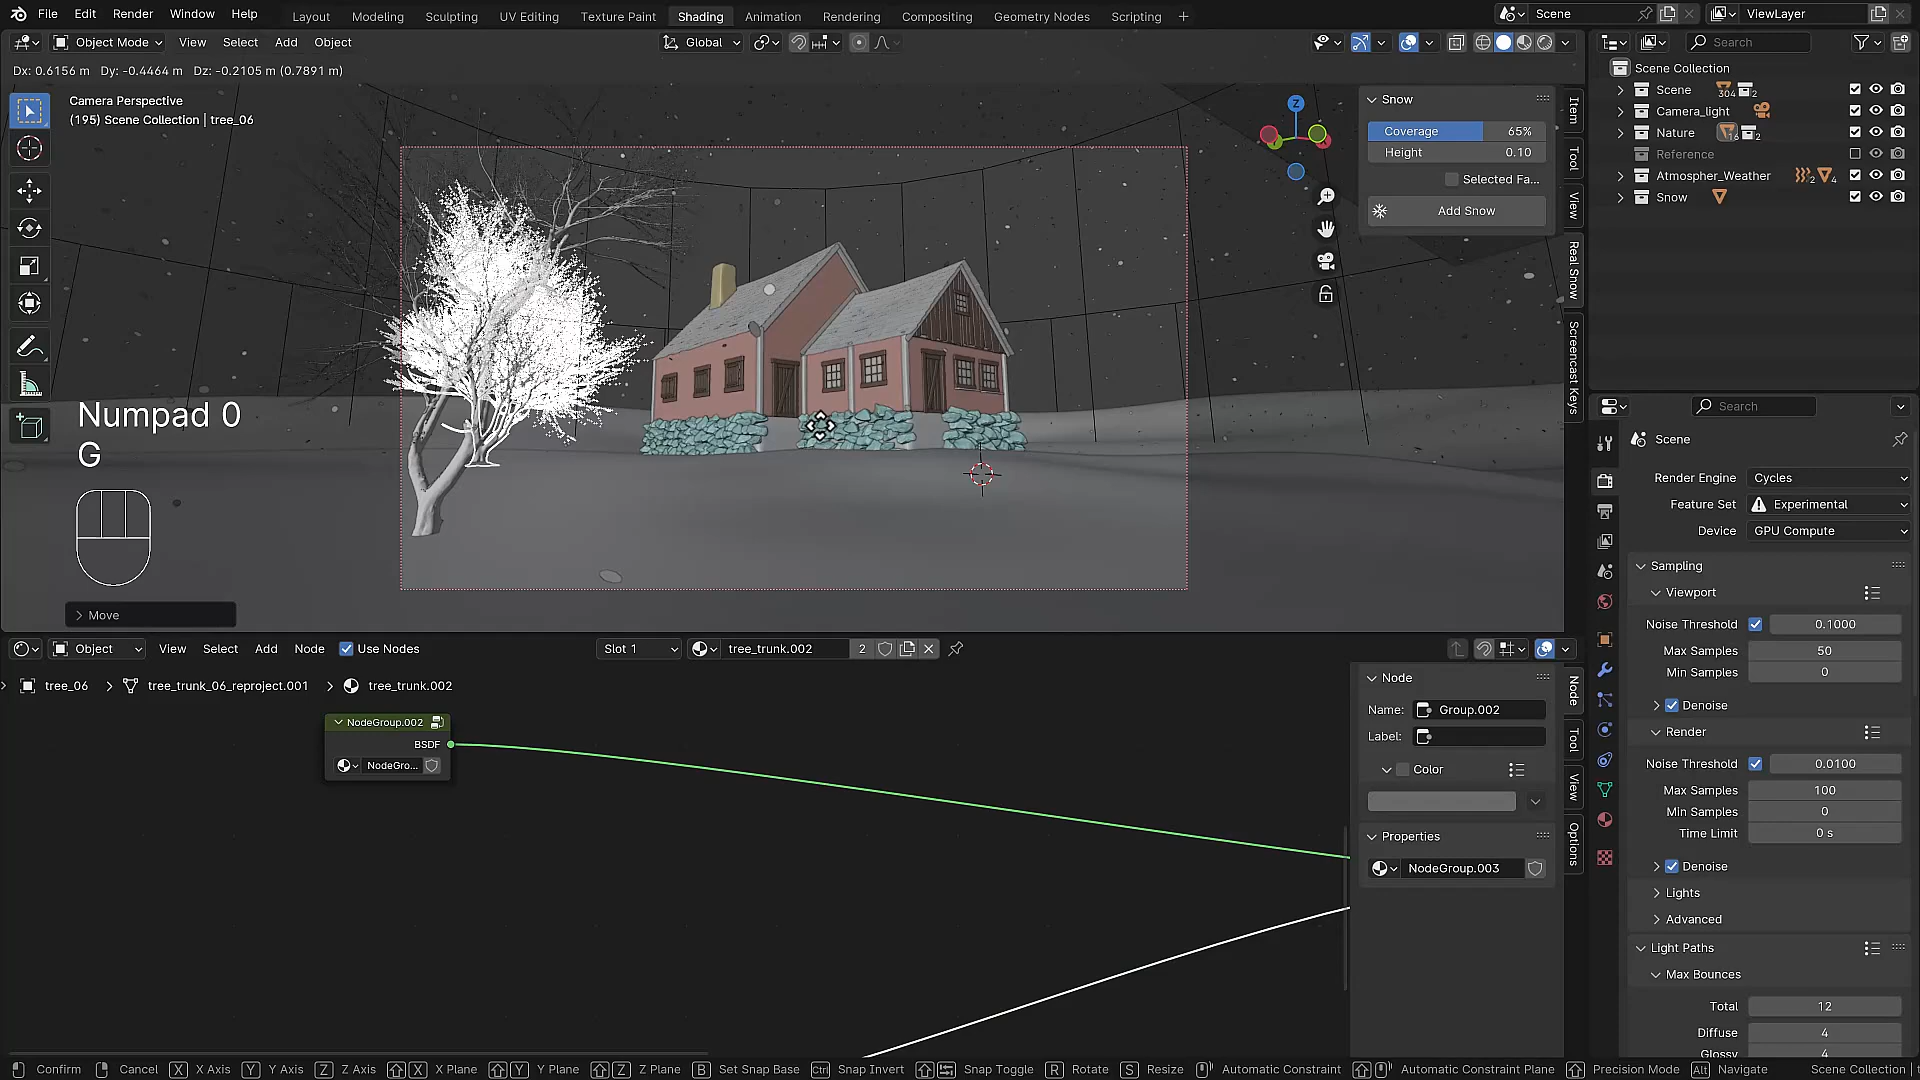 File Edit Render Window Help Layout Modeling Sculpting UV Editing Texture Paint Shading Animation Rendering Compositing Geometry Nodes Scripting + Scene ViewLayer
Object Mode View Select Add Object Global Search
Dx: 0.6156 m Dy: -0.4464 m Dz: -0.2105 m (0.7891 m)
Camera Perspective
(195) Scene Collection | tree_06
Z
Snow
Coverage 65%
Height 0.10
Selected Fa...
Add Snow
Item
Tool
View
Real Snow
Screencast Keys
Scene Collection
Scene 304 2
Camera_light
Nature 16 2
Reference
Atmospher_Weather 2 4
Snow
Numpad 0
G
Move
Search
Scene
Render Engine Cycles
Feature Set Experimental
Device GPU Compute
Sampling
Viewport
Noise Threshold 0.1000
Max Samples 50
Min Samples 0
Denoise
Render
Noise Threshold 0.0100
Max Samples 100
Min Samples 0
Time Limit 0 s
Denoise
Lights
Advanced
Light Paths
Max Bounces
Total 12
Diffuse 4
Glossy 4
Object View Select Add Node Use Nodes Slot 1 tree_trunk.002 2
tree_06 tree_trunk_06_reproject.001 tree_trunk.002
NodeGroup.002
BSDF
NodeGro...
Node
Name: Group.002
Label:
Color
Properties
NodeGroup.003
Node
Tool
View
Options
Confirm Cancel X X Axis Y Y Axis Z Z Axis X X Plane Y Y Plane Z Z Plane B Set Snap Base Ctrl Snap Invert Snap Toggle R Rotate S Resize Automatic Constraint Automatic Constraint Plane Precision Mode Alt Navigate Scene Collection |